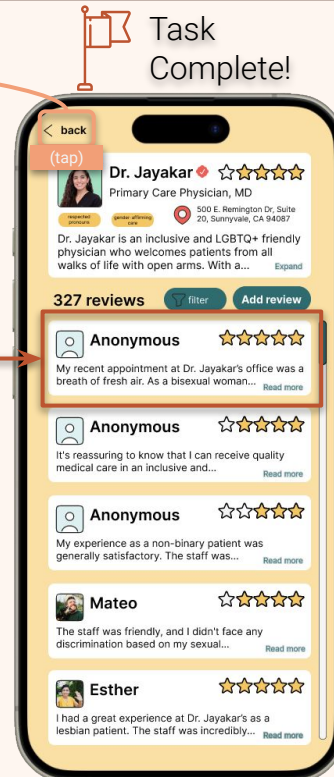 Task
Complete!
< back
(tap)
Dr. Jayakar
Primary Care Physician, MD
respected
pronouns
gender-affirming
care
500 E. Remington Dr, Suite
20, Sunnyvale, CA 94087
Dr. Jayakar is an inclusive and LGBTQ+ friendly
physician who welcomes patients from all
walks of life with open arms. With a... Expand
327 reviews
filter
Add review
Anonymous
My recent appointment at Dr. Jayakar's office was a
breath of fresh air. As a bisexual woman... Read more
Anonymous
It's reassuring to know that I can receive quality
medical care in an inclusive and... Read more
Anonymous
My experience as a non-binary patient was
generally satisfactory. The staff was... Read more
Mateo
The staff was friendly, and I didn't face any
discrimination based on my sexual... Read more
Esther
I had a great experience at Dr. Jayakar's as a
lesbian patient. The staff was incredibly... Read more